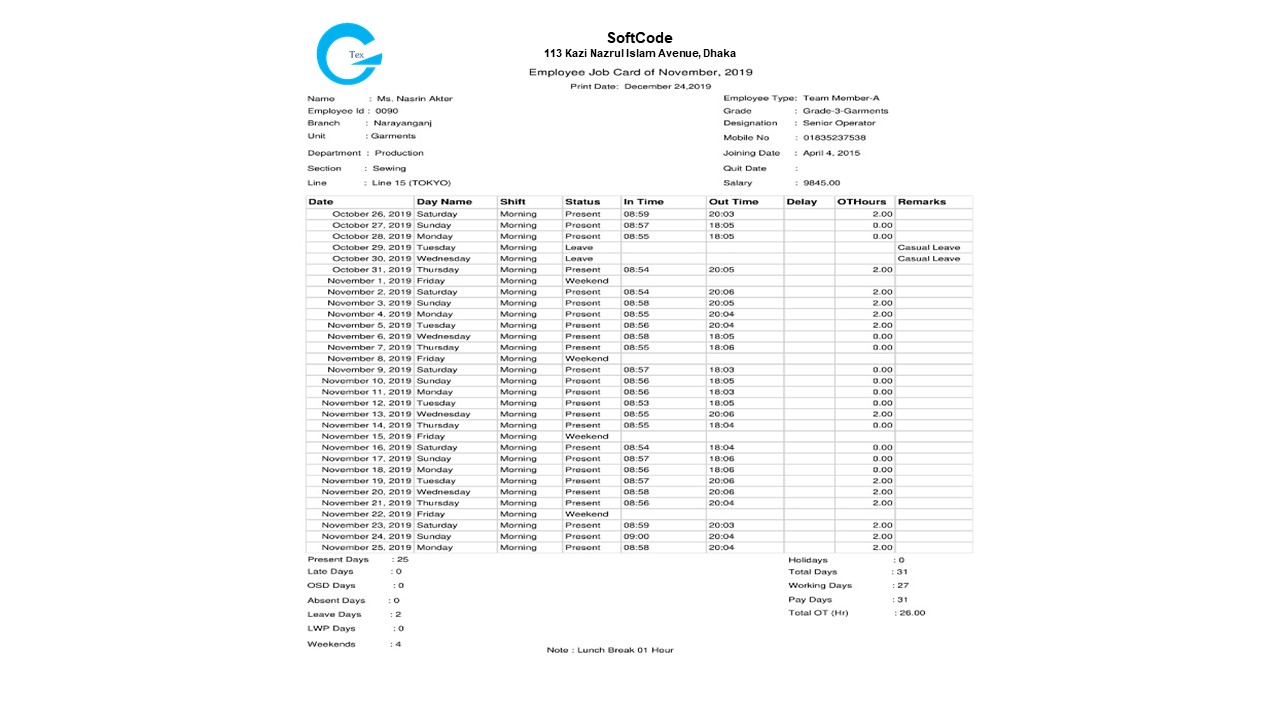 Tex
SoftCode
113 Kazi Nazrul Islam Avenue, Dhaka
Employee Job Card of November, 2019
Print Date: December 24,2019
Name : Ms. Nasrin Akter Employee Type: Team Member-A
Employee Id : 0090 Grade : Grade-3-Garments
Branch : Narayanganj Designation : Senior Operator
Unit : Garments Mobile No : 01835237538
Department : Production Joining Date : April 4, 2015
Section : Sewing Quit Date :
Line : Line 15 (TOKYO) Salary : 9845.00
Date Day Name Shift Status In Time Out Time Delay OTHours Remarks
October 26, 2019 Saturday Morning Present 08:59 20:03 2.00
October 27, 2019 Sunday Morning Present 08:57 18:05 0.00
October 28, 2019 Monday Morning Present 08:55 18:05 0.00
October 29, 2019 Tuesday Morning Leave Casual Leave
October 30, 2019 Wednesday Morning Leave Casual Leave
October 31, 2019 Thursday Morning Present 08:54 20:05 2.00
November 1, 2019 Friday Morning Weekend
November 2, 2019 Saturday Morning Present 08:54 20:06 2.00
November 3, 2019 Sunday Morning Present 08:58 20:05 2.00
November 4, 2019 Monday Morning Present 08:55 20:04 2.00
November 5, 2019 Tuesday Morning Present 08:56 20:04 2.00
November 6, 2019 Wednesday Morning Present 08:58 18:05 0.00
November 7, 2019 Thursday Morning Present 08:55 18:06 0.00
November 8, 2019 Friday Morning Weekend
November 9, 2019 Saturday Morning Present 08:57 18:03 0.00
November 10, 2019 Sunday Morning Present 08:56 18:05 0.00
November 11, 2019 Monday Morning Present 08:56 18:03 0.00
November 12, 2019 Tuesday Morning Present 08:53 18:05 0.00
November 13, 2019 Wednesday Morning Present 08:55 20:06 2.00
November 14, 2019 Thursday Morning Present 08:55 18:04 0.00
November 15, 2019 Friday Morning Weekend
November 16, 2019 Saturday Morning Present 08:54 18:04 0.00
November 17, 2019 Sunday Morning Present 08:57 18:06 0.00
November 18, 2019 Monday Morning Present 08:56 18:06 0.00
November 19, 2019 Tuesday Morning Present 08:57 20:06 2.00
November 20, 2019 Wednesday Morning Present 08:58 20:06 2.00
November 21, 2019 Thursday Morning Present 08:56 20:04 2.00
November 22, 2019 Friday Morning Weekend
November 23, 2019 Saturday Morning Present 08:59 20:03 2.00
November 24, 2019 Sunday Morning Present 09:00 20:04 2.00
November 25, 2019 Monday Morning Present 08:58 20:04 2.00
Present Days : 25 Holidays : 0
Late Days : 0 Total Days : 31
OSD Days : 0 Working Days : 27
Absent Days : 0 Pay Days : 31
Leave Days : 2 Total OT (Hr) : 26.00
LWP Days : 0
Weekends : 4
Note : Lunch Break 01 Hour